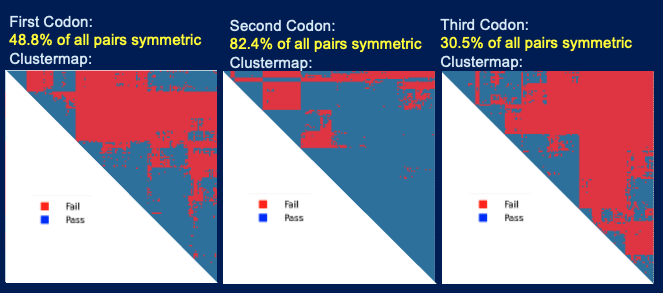 First Codon:
48.8% of all pairs symmetric
Clustermap:
Fail
Pass
Second Codon:
82.4% of all pairs symmetric
Clustermap:
Fail
Pass
Third Codon:
30.5% of all pairs symmetric
Clustermap:
Fail
Pass